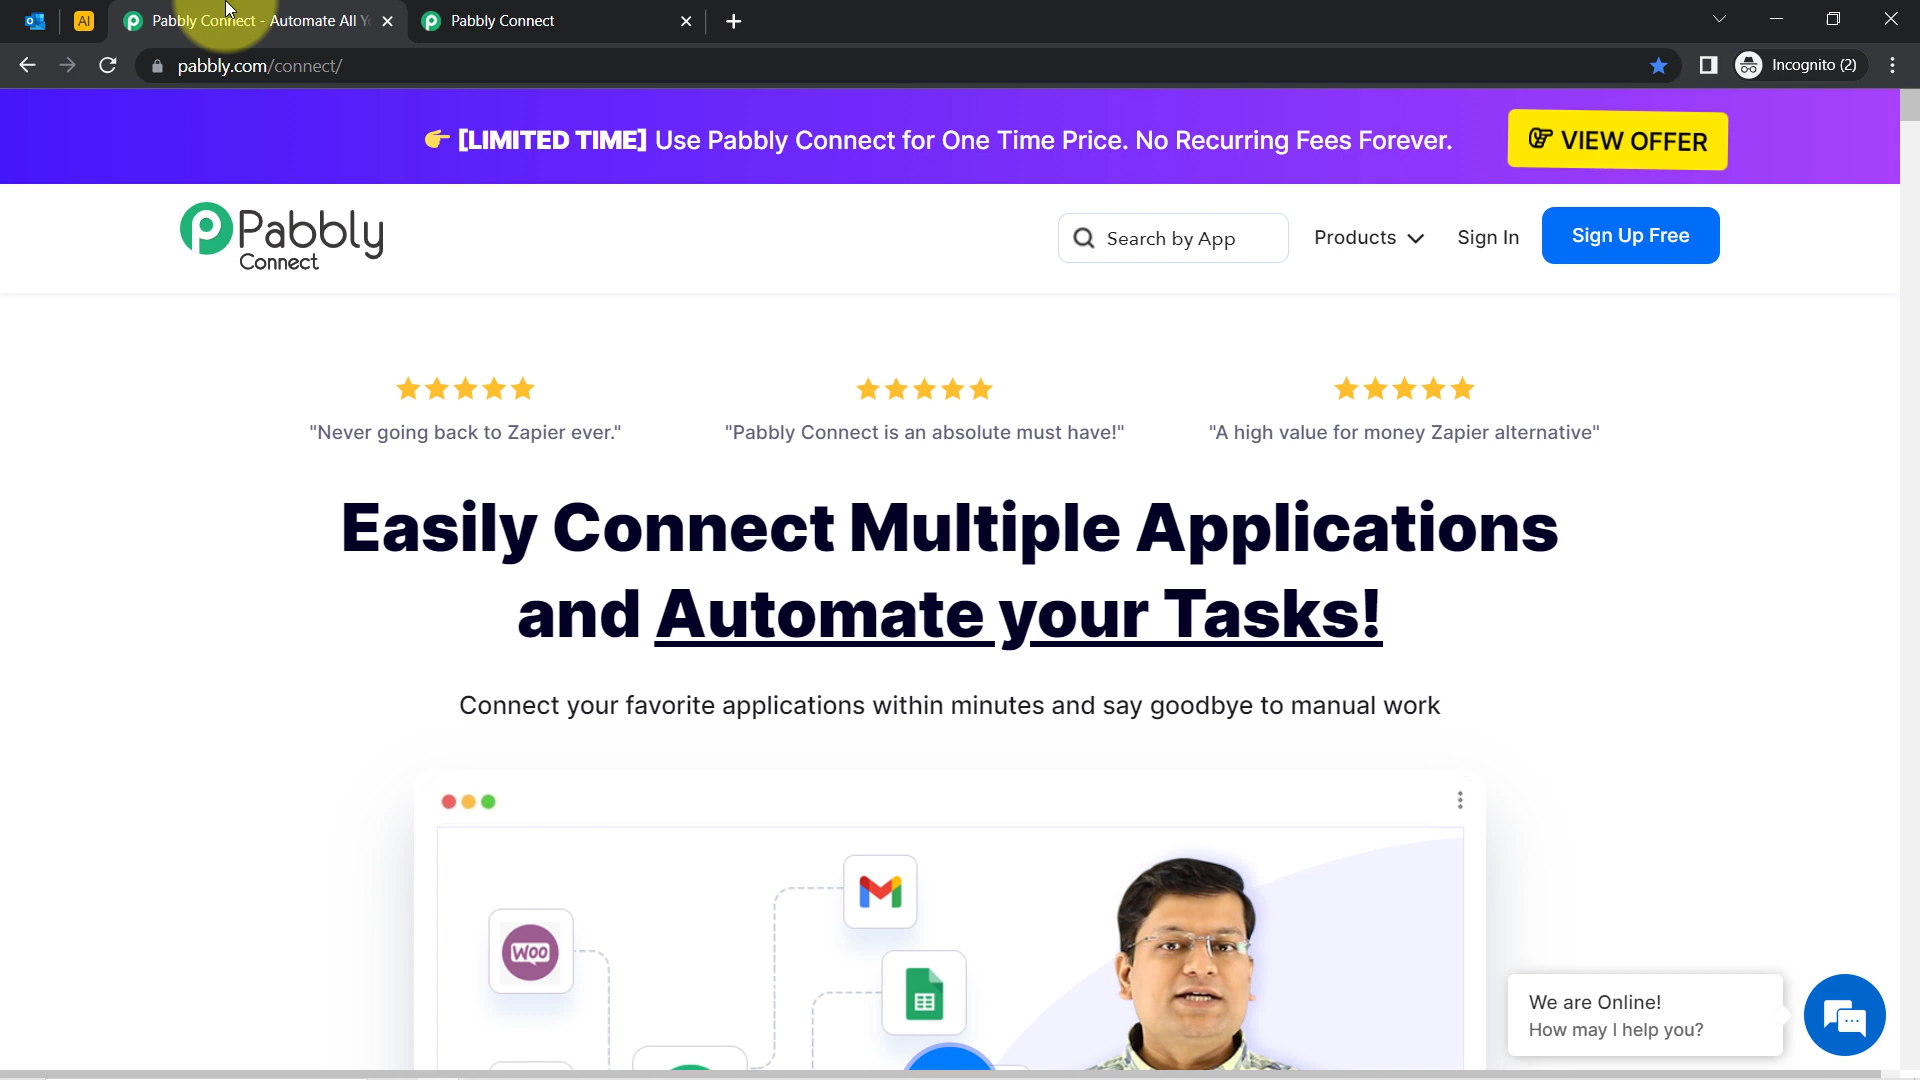 AI
Pabbly Connect - Automate All Y
Pabbly Connect
pabbly.com/connect/
Incognito (2)
[LIMITED TIME] Use Pabbly Connect for One Time Price. No Recurring Fees Forever.
VIEW OFFER
Pabbly
Connect
Search by App
Products
Sign In
Sign Up Free
"Never going back to Zapier ever."
"Pabbly Connect is an absolute must have!"
"A high value for money Zapier alternative"
Easily Connect Multiple Applications
and Automate your Tasks!
Connect your favorite applications within minutes and say goodbye to manual work
WOO
We are Online!
How may I help you?